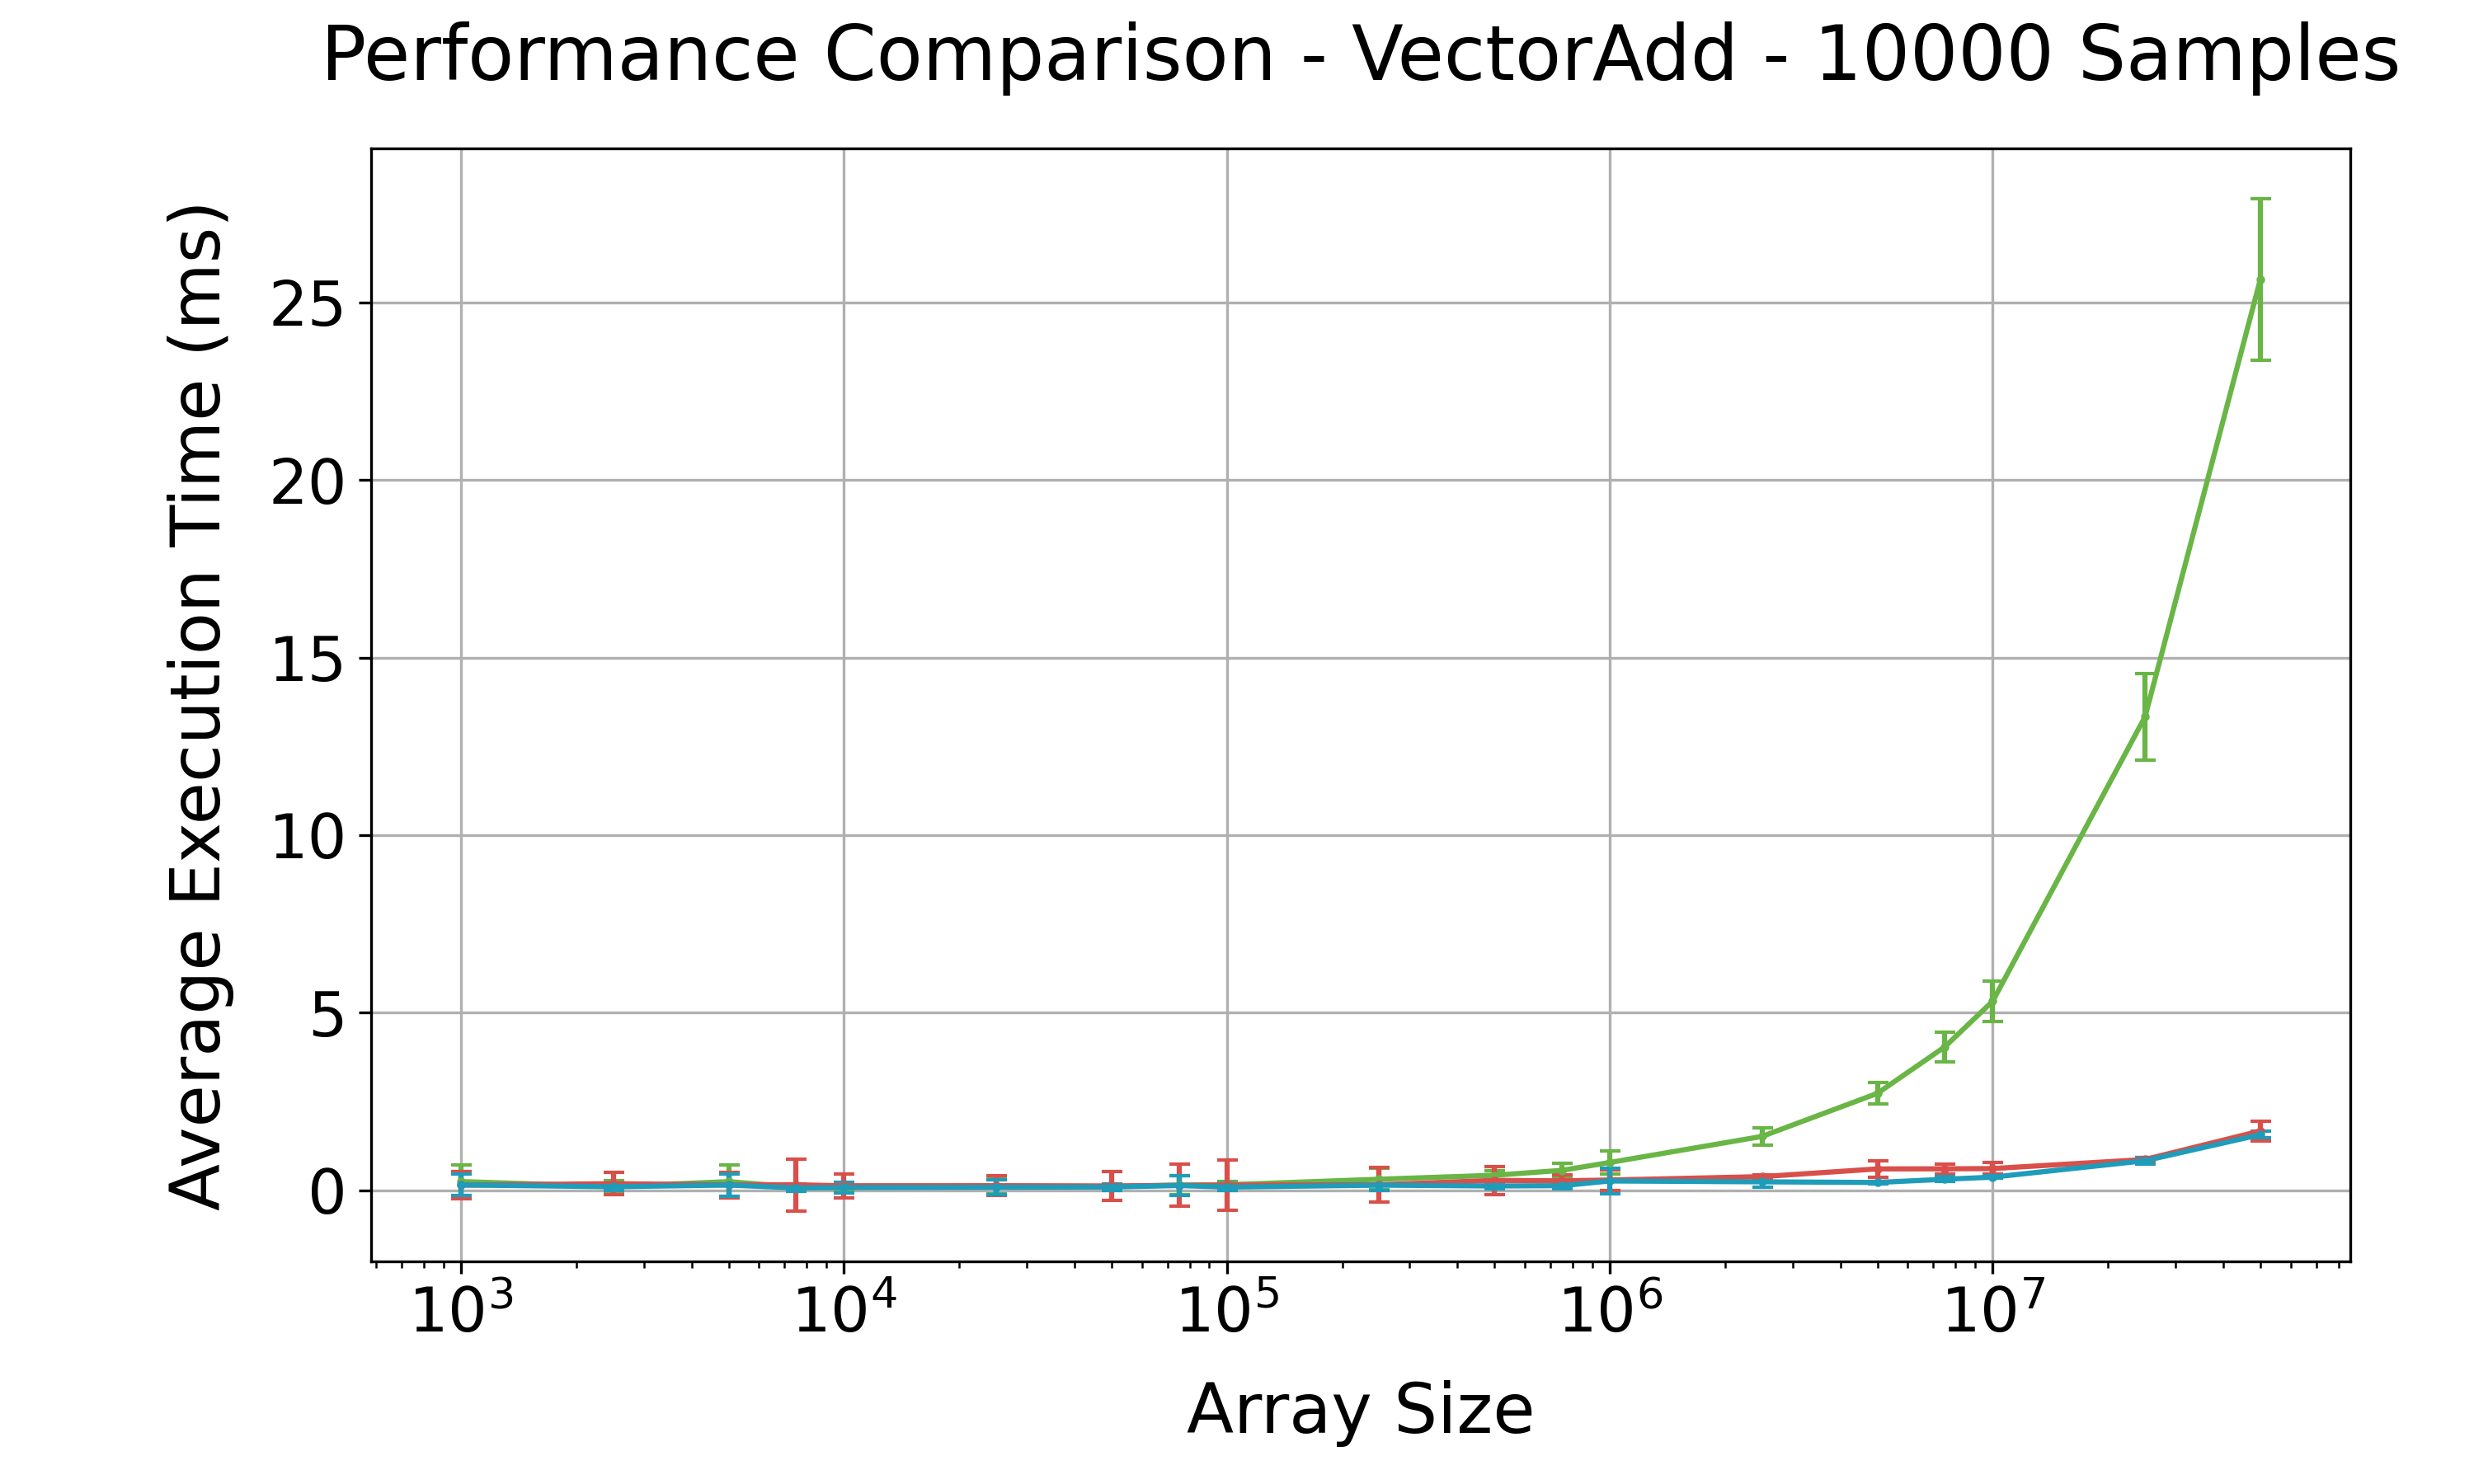 Performance Comparison - VectorAdd - 10000 Samples
Average Execution Time (ms)
25
20
15
10
5
0
10³ 10⁴ 10⁵ 10⁶ 10⁷
Array Size